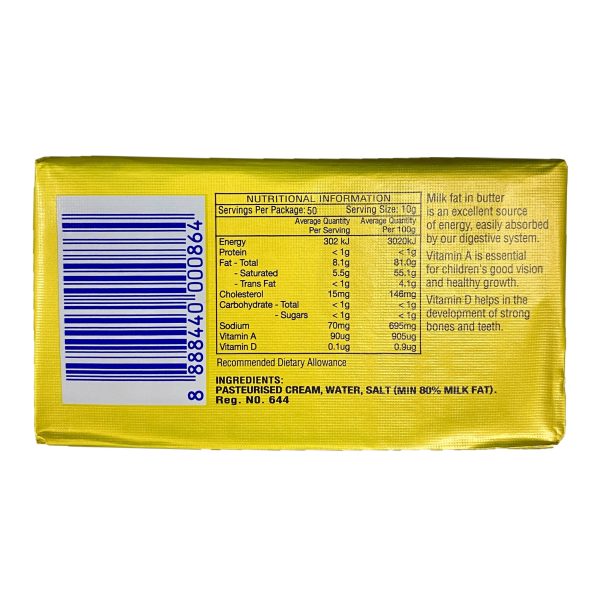 8 888440 000864
NUTRITIONAL INFORMATION
Servings Per Package: 50 Serving Size: 10g
Average Quantity Average Quantity
Per Serving Per 100g
Energy 302 kJ 3020kJ
Protein < 1g < 1g
Fat - Total 8.1g 81.0g
- Saturated 5.5g 55.1g
- Trans Fat < 1g 4.1g
Cholesterol 15mg 146mg
Carbohydrate - Total < 1g < 1g
- Sugars < 1g < 1g
Sodium 70mg 695mg
Vitamin A 90ug 905ug
Vitamin D 0.1ug 0.9ug
Recommended Dietary Allowance
INGREDIENTS:
PASTEURISED CREAM, WATER, SALT (MIN 80% MILK FAT).
Reg. NO. 644
Milk fat in butter
is an excellent source
of energy, easily absorbed
by our digestive system.
Vitamin A is essential
for children's good vision
and healthy growth.
Vitamin D helps in the
development of strong
bones and teeth.